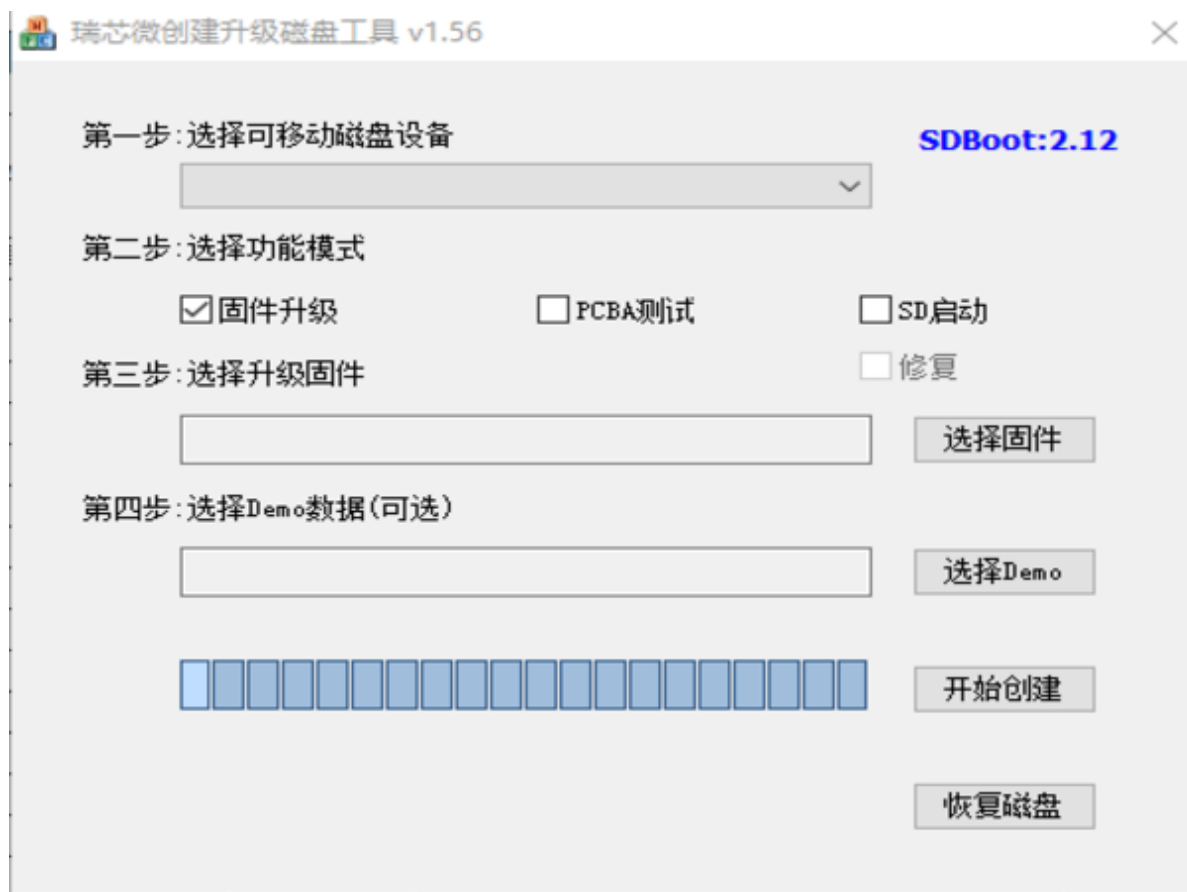 瑞芯微创建升级磁盘工具 v1.56
第一步:选择可移动磁盘设备
SDBoot:2.12
第二步:选择功能模式
固件升级 PCBA测试 SD启动
修复
第三步:选择升级固件
选择固件
第四步:选择Demo数据(可选)
选择Demo
开始创建
恢复磁盘